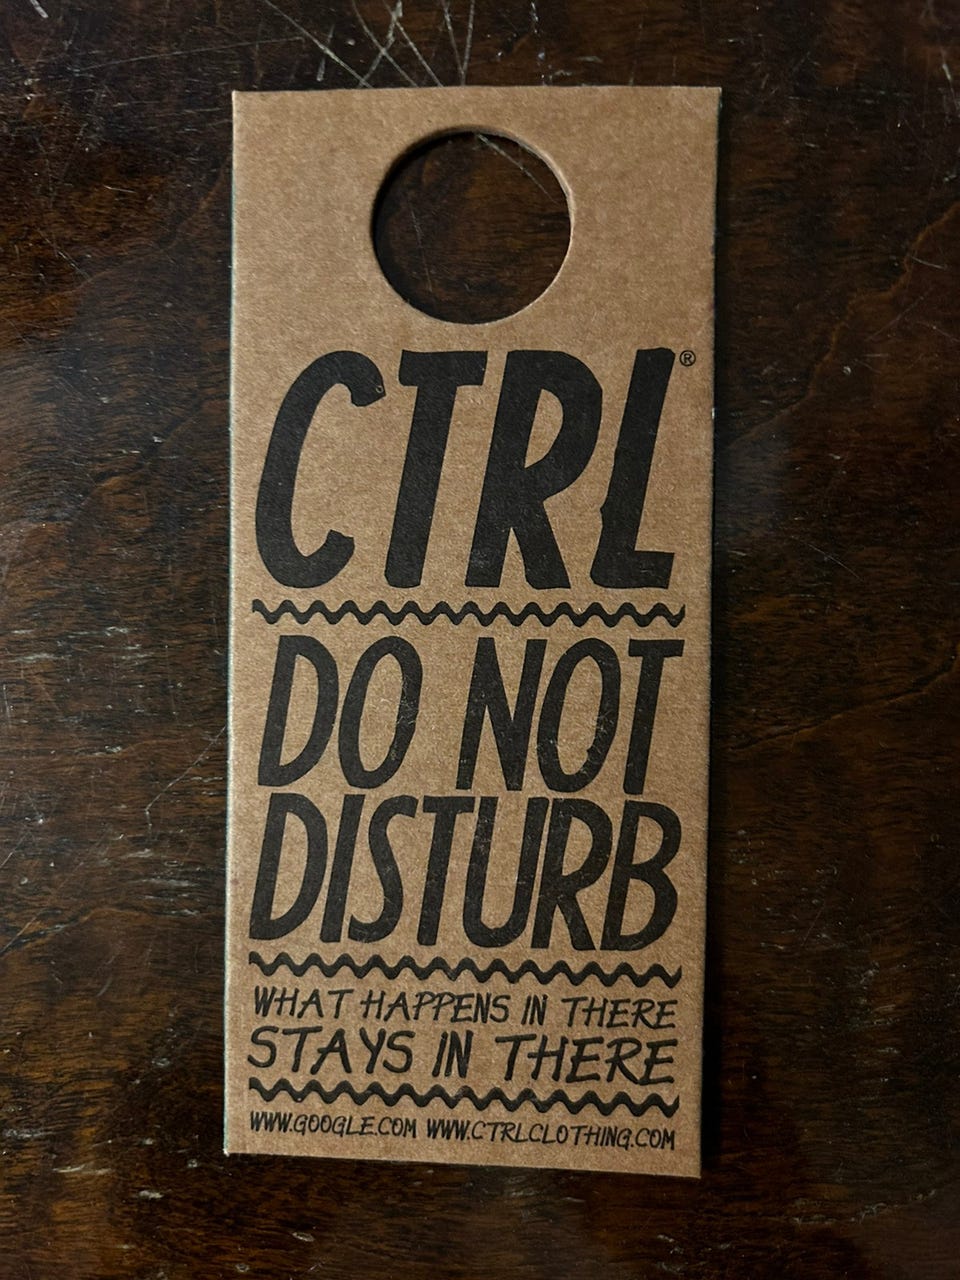 CTRL®
DO NOT
DISTURB
WHAT HAPPENS IN THERE
STAYS IN THERE
WWW.GOOGLE.COM WWW.CTRLCLOTHING.COM